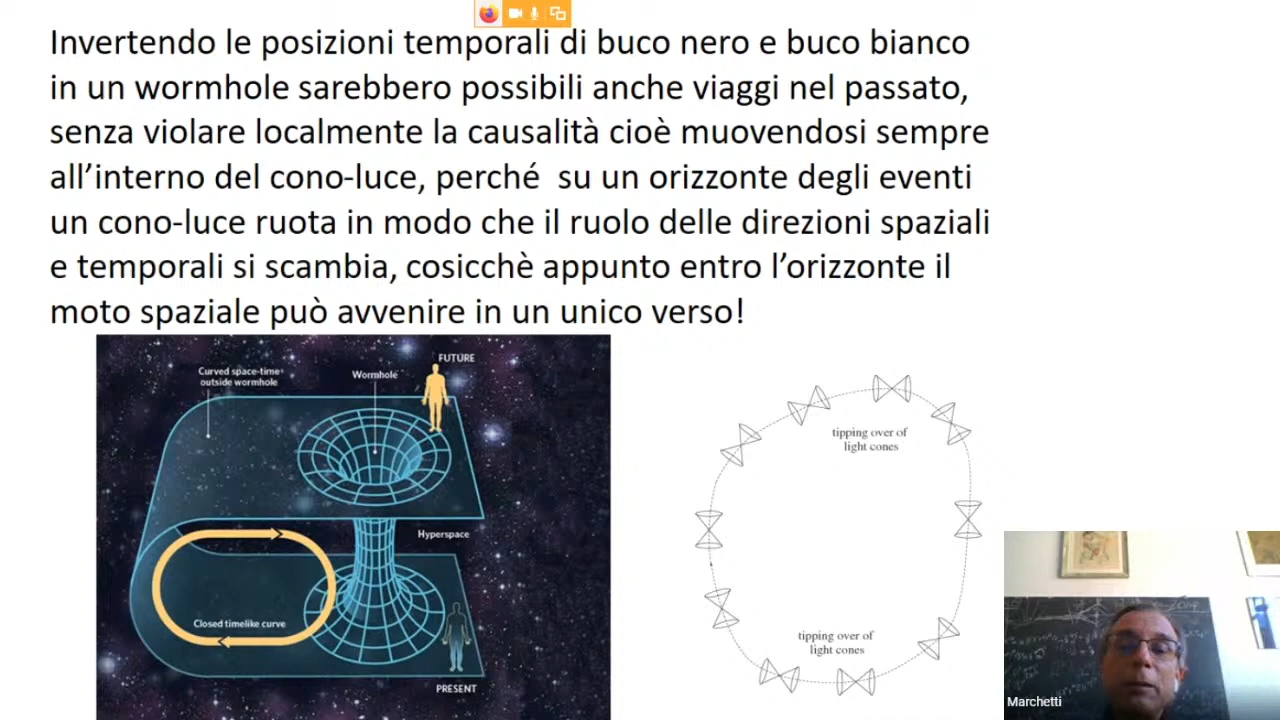 Invertendo le posizioni temporali di buco nero e buco bianco
in un wormhole sarebbero possibili anche viaggi nel passato,
senza violare localmente la causalità cioè muovendosi sempre
all’interno del cono-luce, perché  su un orizzonte degli eventi
un cono-luce ruota in modo che il ruolo delle direzioni spaziali
e temporali si scambia, cosicchè appunto entro l’orizzonte il
moto spaziale può avvenire in un unico verso!
FUTURE
Curved space-time
outside wormhole
Wormhole
Hyperspace
Closed timelike curve
PRESENT
tipping over of
light cones
tipping over of
light cones
Marchetti